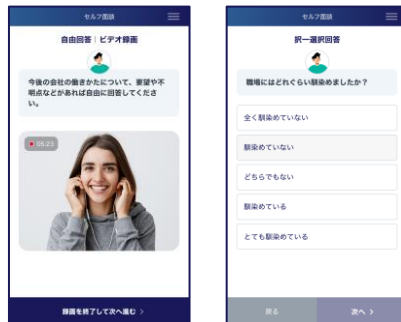 セルフ面談
自由回答｜ビデオ録画
今後の会社の働きかたについて、要望や不
明点などがあれば自由に回答してくださ
い。
05:23
録画を終了して次へ進む >
セルフ面談
択一選択回答
職場にはどれぐらい馴染めましたか？
全く馴染めていない
馴染めていない
どちらでもない
馴染めている
とても馴染めている
戻る
次へ >